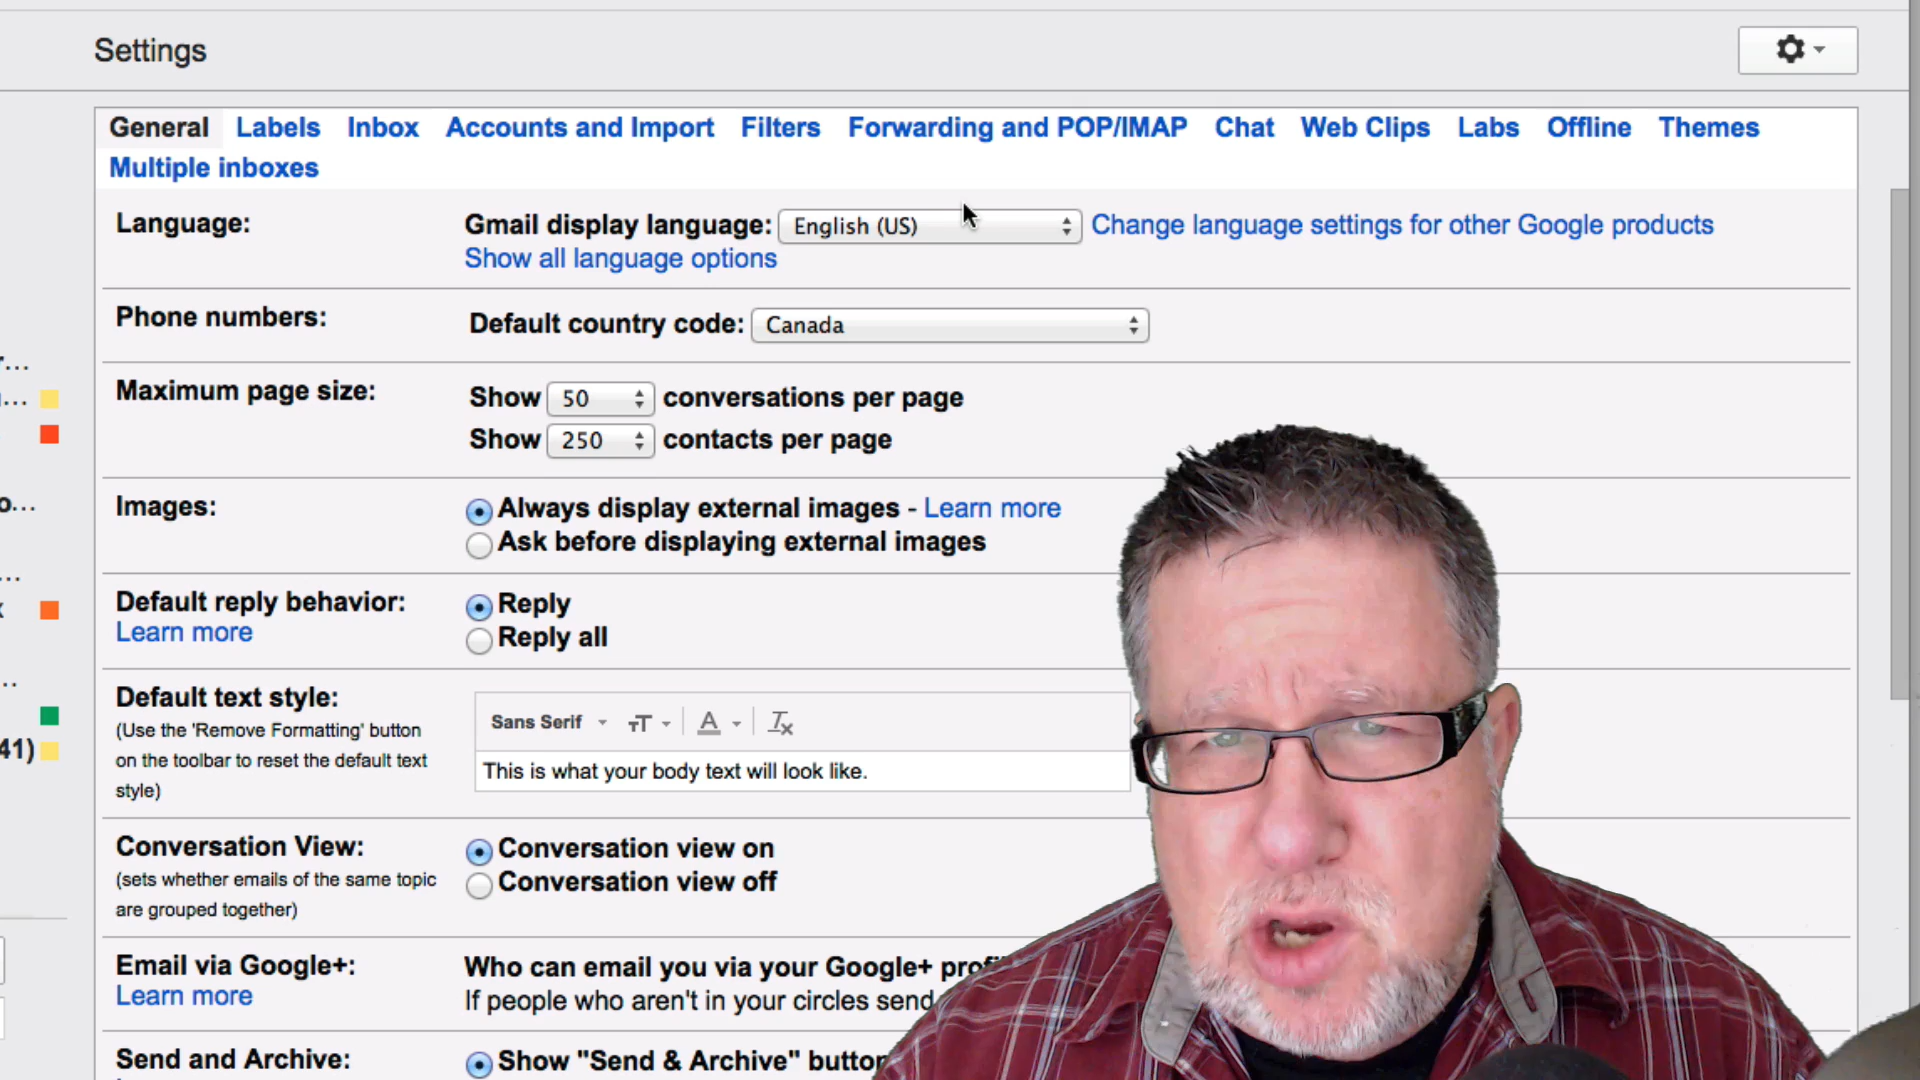 Settings
General Labels Inbox Accounts and Import Filters Forwarding and POP/IMAP Chat Web Clips Labs Offline Themes
Multiple inboxes
Language: Gmail display language: English (US) Change language settings for other Google products
Show all language options
Phone numbers: Default country code: Canada
Maximum page size: Show 50 conversations per page
Show 250 contacts per page
Images: Always display external images - Learn more
Ask before displaying external images
Default reply behavior: Reply
Learn more
Reply all
Default text style:
(Use the 'Remove Formatting' button
on the toolbar to reset the default text
style)
Sans Serif
This is what your body text will look like.
41)
Conversation View: Conversation view on
(sets whether emails of the same topic
are grouped together)
Conversation view off
Email via Google+: Who can email you via your Google+
Learn more
If people who aren't in your circles send
Send and Archive: Show "Send & Archive"